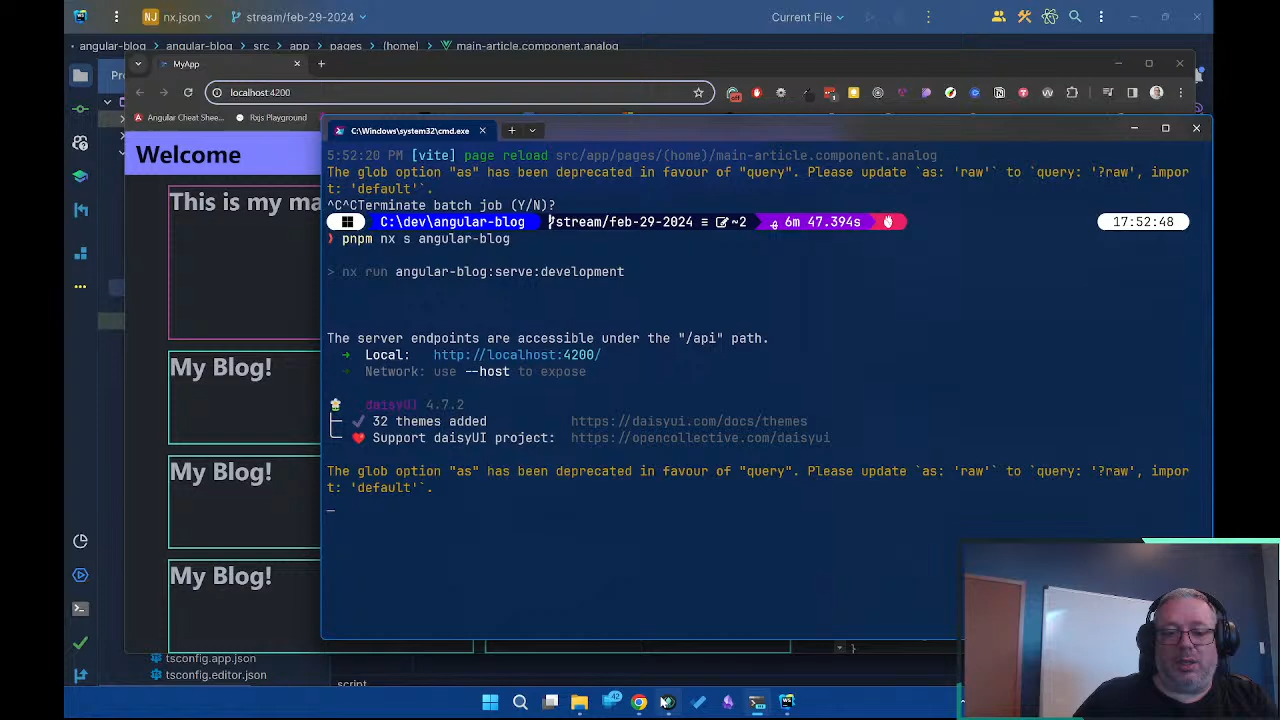 nx.json
stream/feb-29-2024
Current File
angular-blog
angular-blog
src
app
pages
(home)
main-article.component.analog
MyApp
localhost:4200
Angular Cheat Shee...
Rxjs Playground
Welcome
This is my ma
My Blog!
My Blog!
My Blog!
C:\Windows\system32\cmd.exe
5:52:20 PM [vite] page reload src/app/pages/(home)/main-article.component.analog
The glob option "as" has been deprecated in favour of "query". Please update `as: 'raw'` to `query: '?raw', impor
t: 'default'`.
^C^CTerminate batch job (Y/N)?
C:\dev\angular-blog stream/feb-29-2024 ≡ ~2 6m 47.394s 17:52:48
❯ pnpm nx s angular-blog
> nx run angular-blog:serve:development
The server endpoints are accessible under the "/api" path.
➜ Local: http://localhost:4200/
➜ Network: use --host to expose
daisyUI 4.7.2
├─ ✔ 32 themes added https://daisyui.com/docs/themes
╰─ ❤ Support daisyUI project: https://opencollective.com/daisyui
The glob option "as" has been deprecated in favour of "query". Please update `as: 'raw'` to `query: '?raw', impor
t: 'default'`.
tsconfig.app.json
tsconfig.editor.json
script
}
42